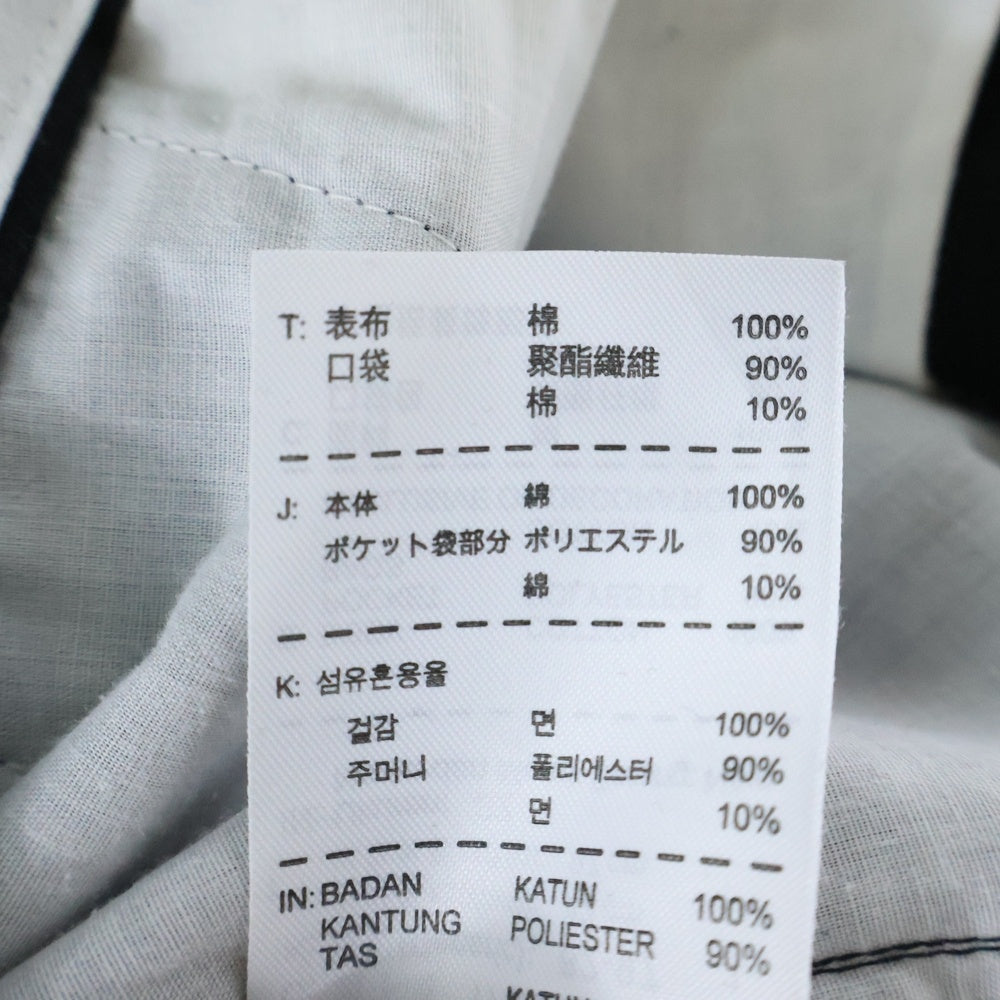 T: 表布 棉 100%
口袋 聚酯纖維 90%
棉 10%
J: 本体 綿 100%
ポケット袋部分 ポリエステル 90%
綿 10%
K: 섬유혼용율
겉감 면 100%
주머니 폴리에스터 90%
면 10%
IN: BADAN KATUN 100%
KANTUNG POLIESTER 90%
TAS
KATUN